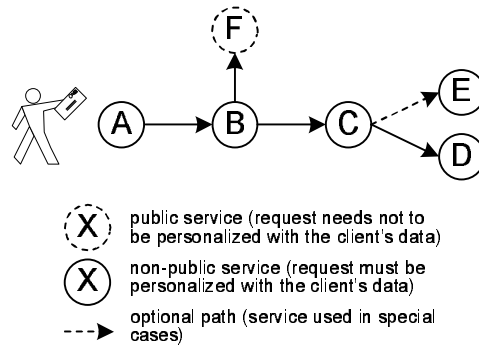 F
A
B
C
E
D
X
public service (request needs not to
be personalized with the client's data)
X
non-public service (request must be
personalized with the client's data)
optional path (service used in special
cases)